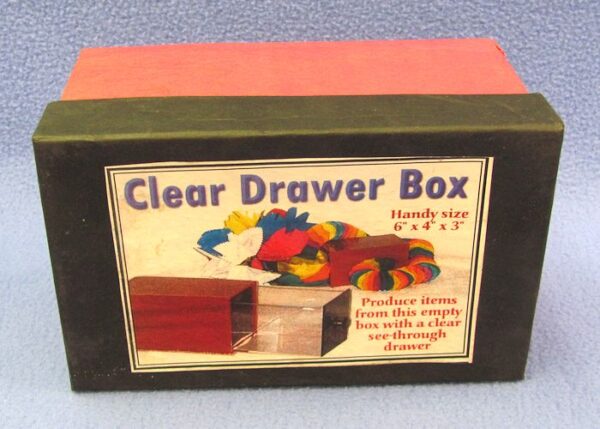 Clear Drawer Box
Handy size
6" x 4" x 3"
Produce items
from this empty
box with a clear
see-through
drawer